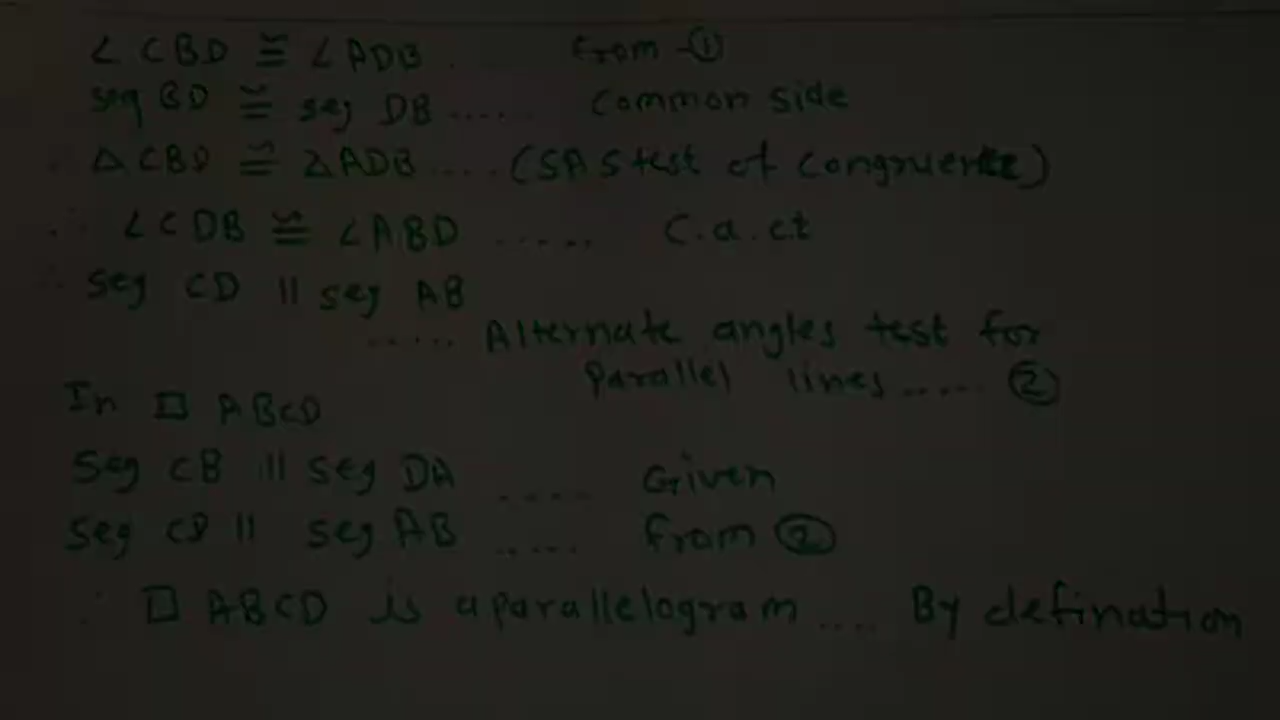 ∠ CBD ≅ ∠ ADB . from - ①
seg BD ≅ seg DB ..... Common side
∴ Δ CBD ≅ ΔADB .... (SAS test of congruence)
∴ ∠CDB ≅ ∠ABD ..... C.a.c.t
∴ seg CD || seg AB
..... Alternate angles test for
parallel lines ..... ②
In □ ABCD
Seg CB || seg DA .... Given
seg CD || seg AB ..... from ②
∴ □ ABCD is a parallelogram .... By defination